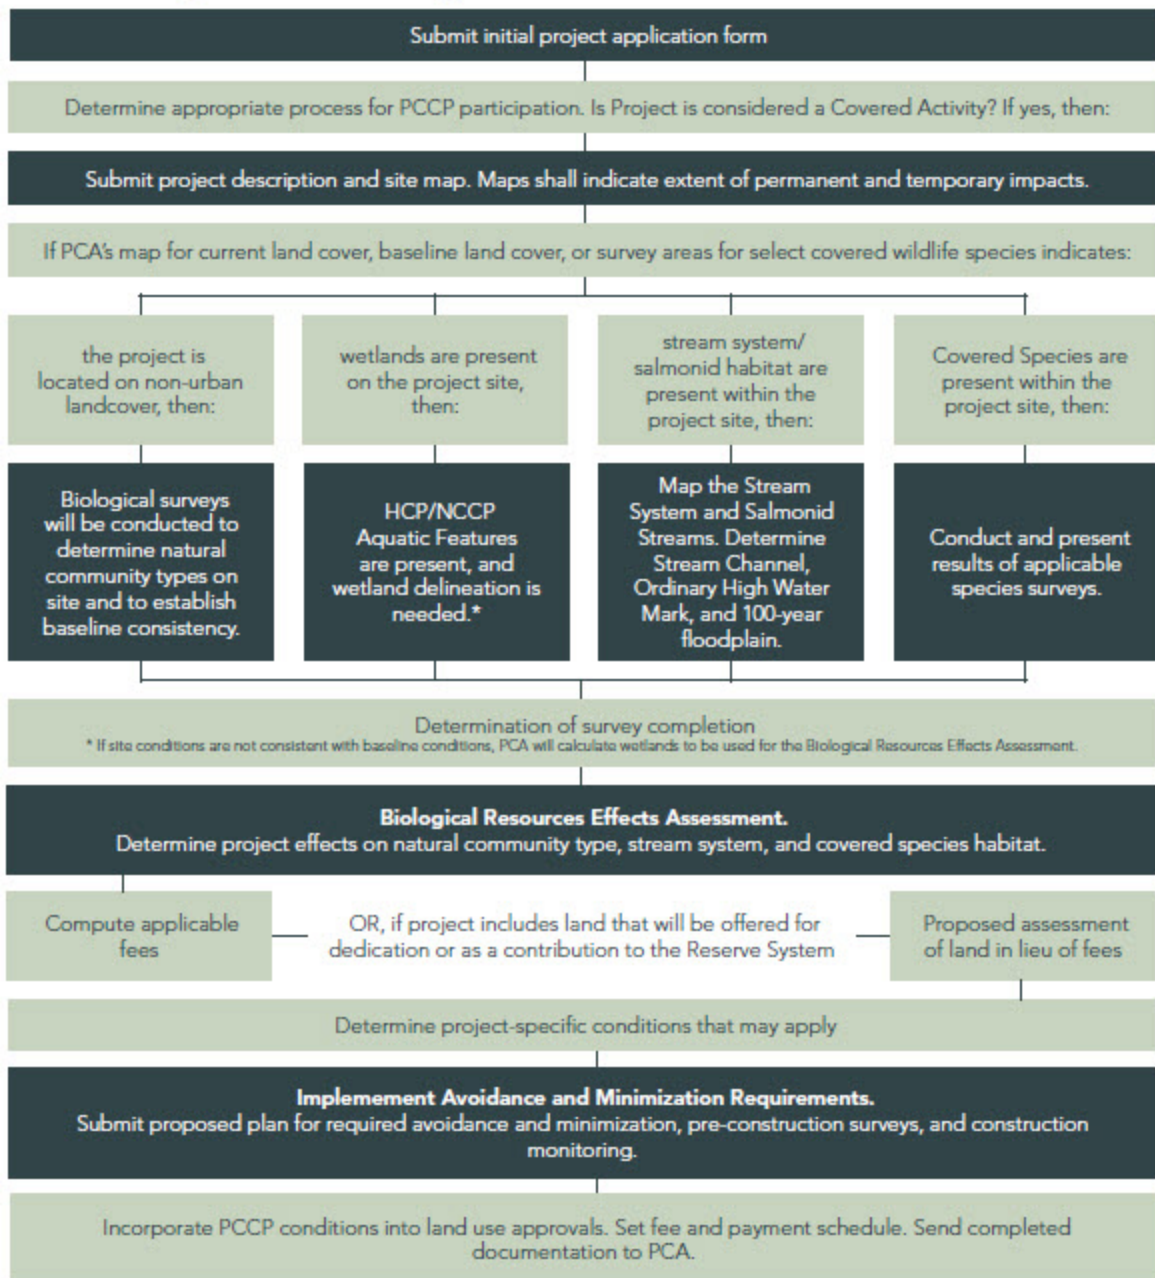 Submit initial project application form
Determine appropriate process for PCCP participation. Is Project is considered a Covered Activity? If yes, then:
Submit project description and site map. Maps shall indicate extent of permanent and temporary impacts.
If PCA's map for current land cover, baseline land cover, or survey areas for select covered wildlife species indicates:
the project is
located on non-urban
landcover, then:
wetlands are present
on the project site,
then:
stream system/
salmonid habitat are
present within the
project site, then:
Covered Species are
present within the
project site, then:
Biological surveys
will be conducted to
determine natural
community types on
site and to establish
baseline consistency.
HCP/NCCP
Aquatic Features
are present, and
wetland delineation is
needed.*
Map the Stream
System and Salmonid
Streams. Determine
Stream Channel,
Ordinary High Water
Mark, and 100-year
floodplain.
Conduct and present
results of applicable
species surveys.
Determination of survey completion
* If site conditions are not consistent with baseline conditions, PCA will calculate wetlands to be used for the Biological Resources Effects Assessment.
Biological Resources Effects Assessment.
Determine project effects on natural community type, stream system, and covered species habitat.
Compute applicable
fees
OR, if project includes land that will be offered for
dedication or as a contribution to the Reserve System
Proposed assessment
of land in lieu of fees
Determine project-specific conditions that may apply
Implemement Avoidance and Minimization Requirements.
Submit proposed plan for required avoidance and minimization, pre-construction surveys, and construction
monitoring.
Incorporate PCCP conditions into land use approvals. Set fee and payment schedule. Send completed
documentation to PCA.